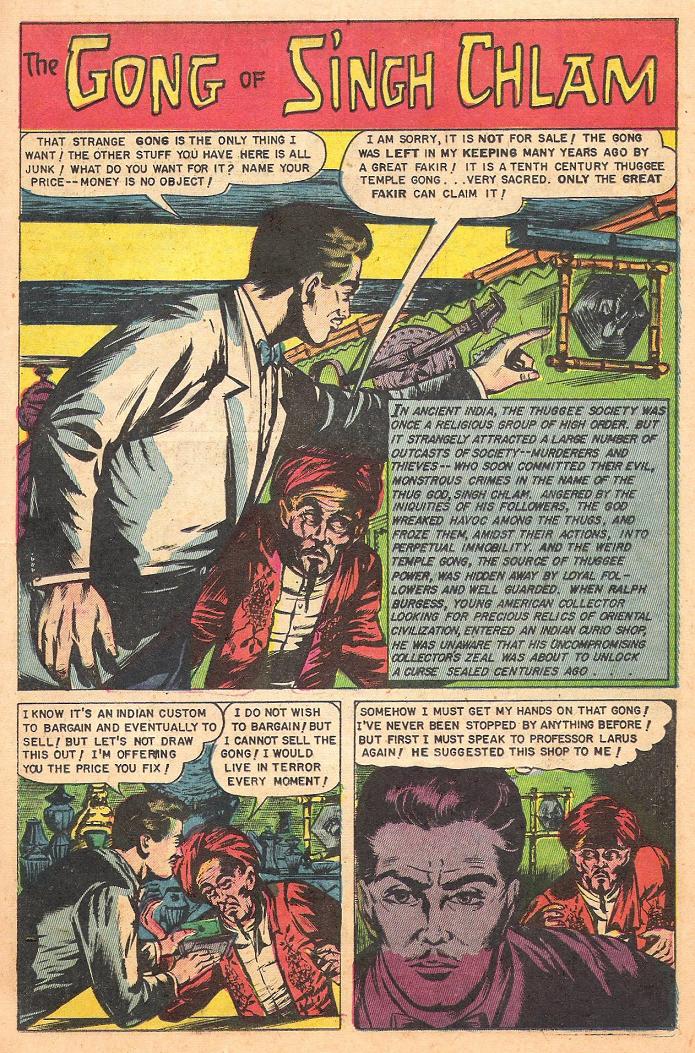 The GONG OF SINGH CHLAM
THAT STRANGE GONG IS THE ONLY THING I
WANT! THE OTHER STUFF YOU HAVE HERE IS ALL
JUNK! WHAT DO YOU WANT FOR IT? NAME YOUR
PRICE--MONEY IS NO OBJECT!
I AM SORRY, IT IS NOT FOR SALE! THE GONG
WAS LEFT IN MY KEEPING MANY YEARS AGO BY
A GREAT FAKIR! IT IS A TENTH CENTURY THUGGEE
TEMPLE GONG...VERY SACRED. ONLY THE GREAT
FAKIR CAN CLAIM IT!
IN ANCIENT INDIA, THE THUGGEE SOCIETY WAS
ONCE A RELIGIOUS GROUP OF HIGH ORDER. BUT
IT STRANGELY ATTRACTED A LARGE NUMBER OF
OUTCASTS OF SOCIETY--MURDERERS AND
THIEVES--WHO SOON COMMITTED THEIR EVIL,
MONSTROUS CRIMES IN THE NAME OF THE
THUG GOD, SINGH CHLAM. ANGERED BY THE
INIQUITIES OF HIS FOLLOWERS, THE GOD
WREAKED HAVOC AMONG THE THUGS, AND
FROZE THEM, AMIDST THEIR ACTIONS, INTO
PERPETUAL IMMOBILITY. AND THE WEIRD
TEMPLE GONG, THE SOURCE OF THUGGEE
POWER, WAS HIDDEN AWAY BY LOYAL FOL-
LOWERS AND WELL GUARDED. WHEN RALPH
BURGESS, YOUNG AMERICAN COLLECTOR
LOOKING FOR PRECIOUS RELICS OF ORIENTAL
CIVILIZATION, ENTERED AN INDIAN CURIO SHOP,
HE WAS UNAWARE THAT HIS UNCOMPROMISING
COLLECTOR'S ZEAL WAS ABOUT TO UNLOCK
A CURSE SEALED CENTURIES AGO....
I KNOW IT'S AN INDIAN CUSTOM
TO BARGAIN AND EVENTUALLY TO
SELL! BUT LET'S NOT DRAW
THIS OUT! I'M OFFERING
YOU THE PRICE YOU FIX!
I DO NOT WISH
TO BARGAIN! BUT
I CANNOT SELL THE
GONG! I WOULD
LIVE IN TERROR
EVERY MOMENT!
SOMEHOW I MUST GET MY HANDS ON THAT GONG!
I'VE NEVER BEEN STOPPED BY ANYTHING BEFORE!
BUT FIRST I MUST SPEAK TO PROFESSOR LARUS
AGAIN! HE SUGGESTED THIS SHOP TO ME!